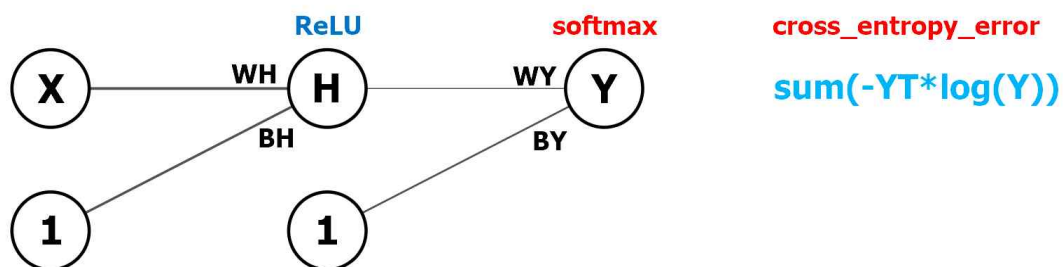 ReLU softmax cross_entropy_error
X WH H WY Y sum(-YT*log(Y))
BH BY
1 1